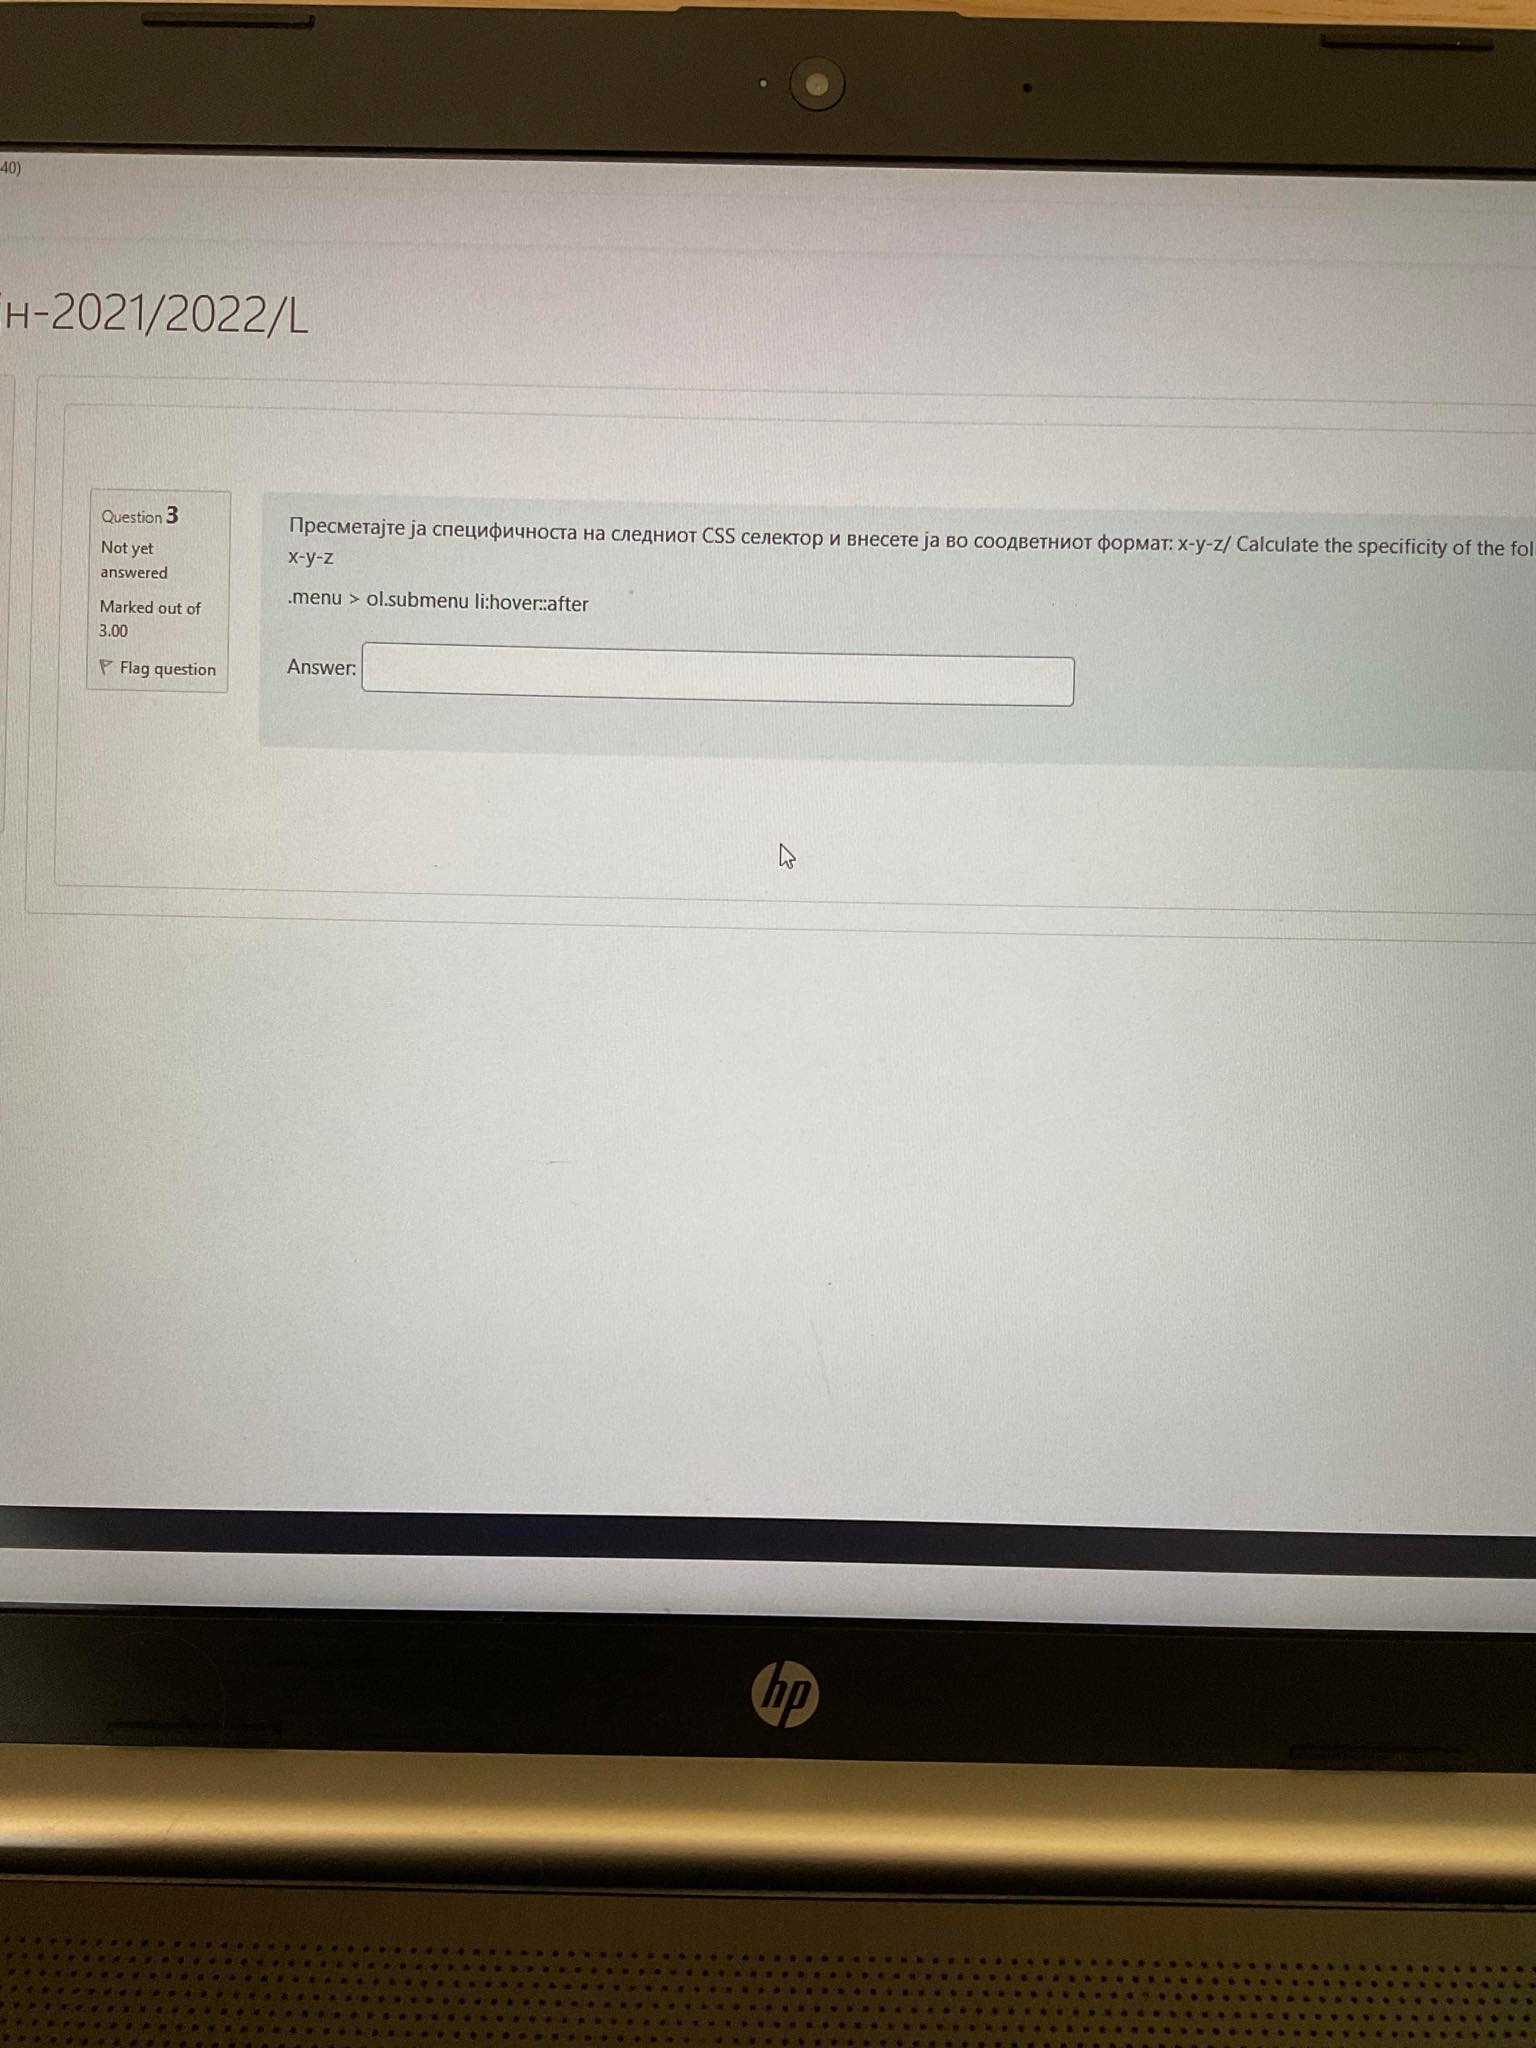 40)
н-2021/2022/L
Question 3
Not yet
answered
Marked out of
3.00
Flag question
Пресметајте ја специфичноста на следниот CSS селектор и внесете ја во соодветниот формат: x-y-z/ Calculate the specificity of the fol
x-y-z
.menu > ol.submenu li:hover::after
Answer:
hp